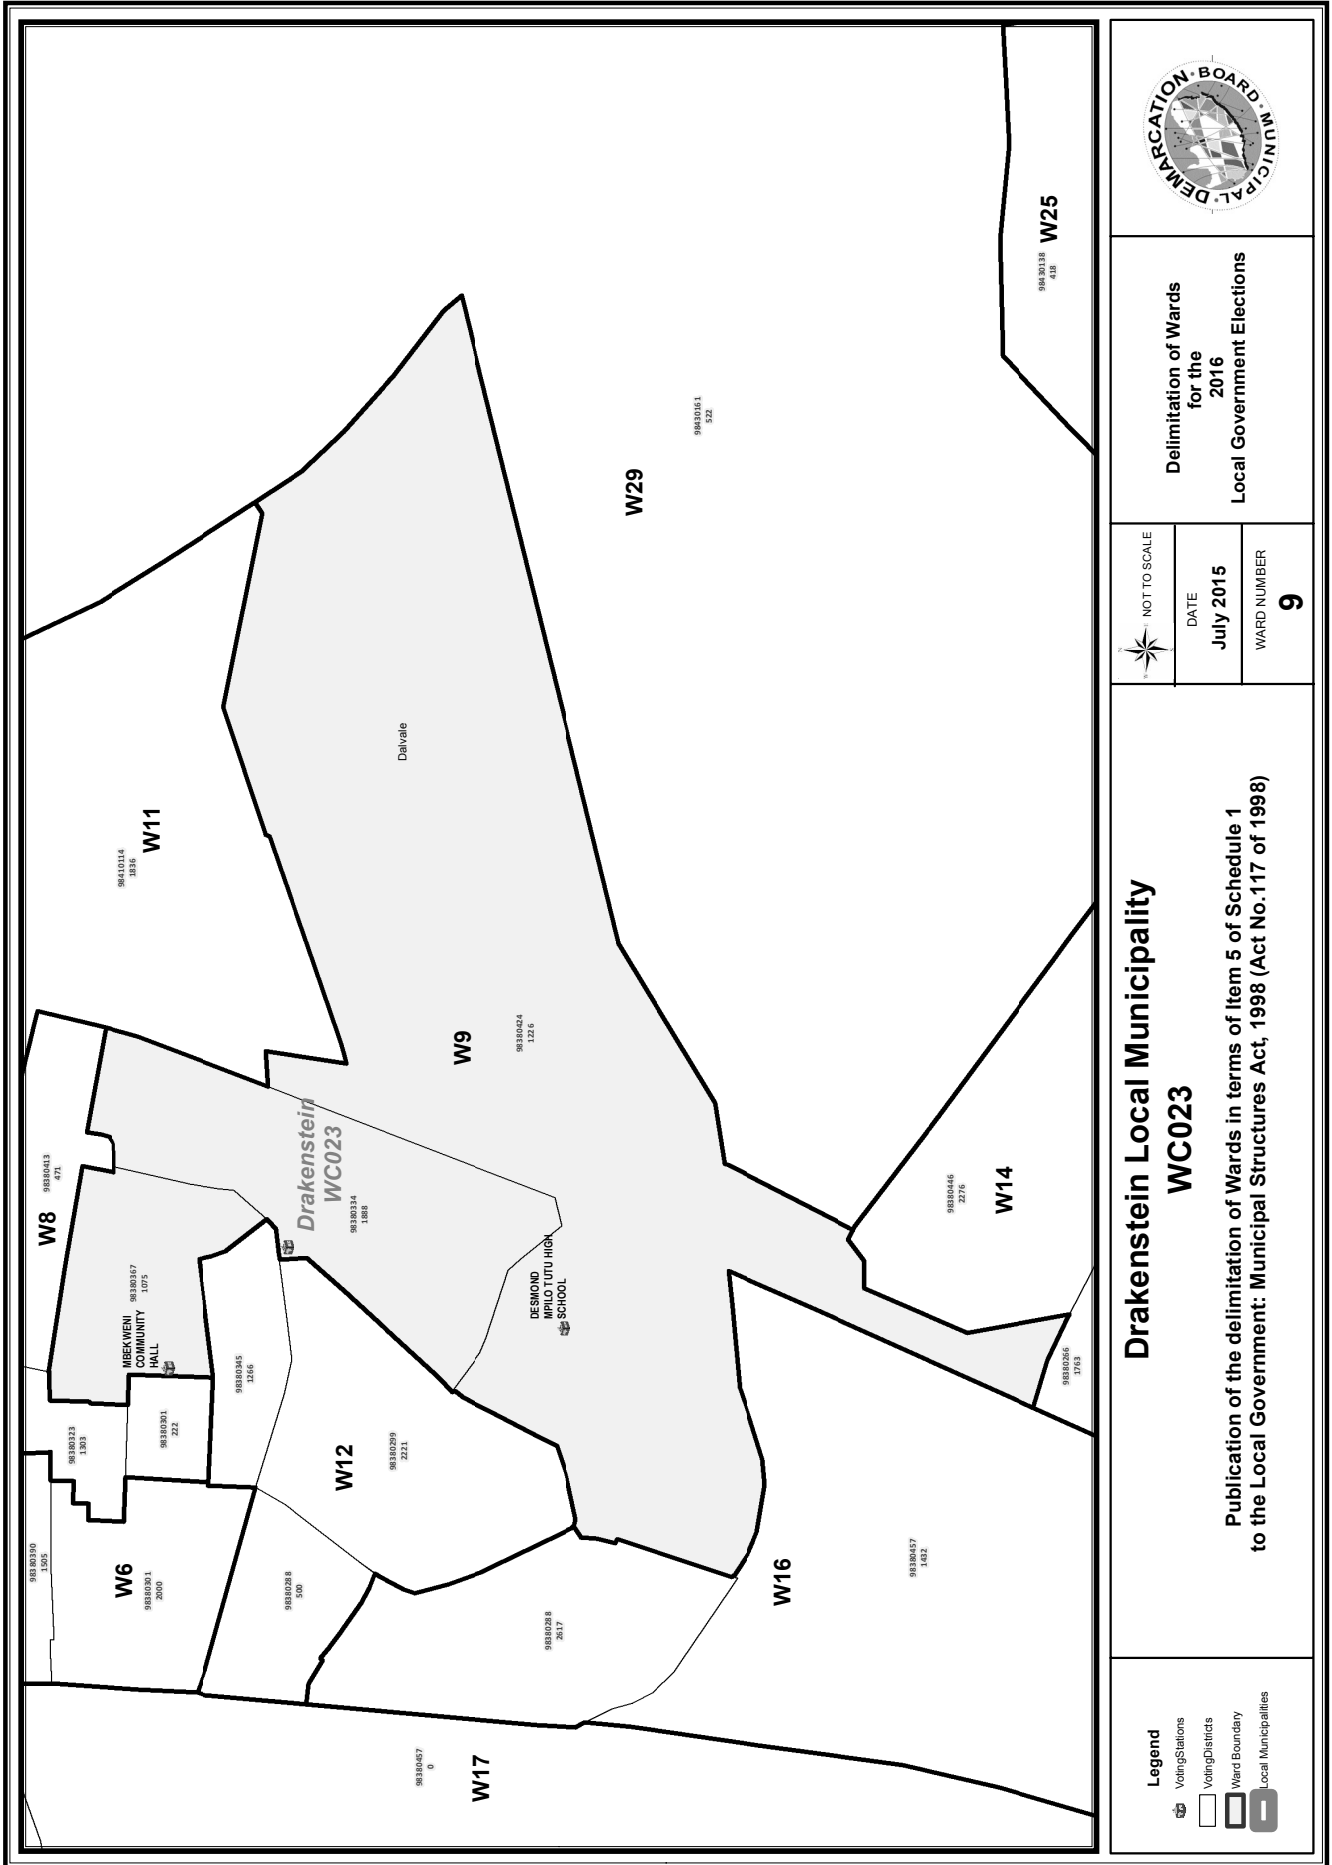 W8
98380413
471
W11
98410114
1836
98380367
1075
MBEKWENI
COMMUNITY
HALL
98380323
1303
98380301
222
98380345
1266
98380390
1505
W6
98380301
2000
98380288
500
W12
98380299
2221
Drakenstein
WC023
98380334
1888
Dalvale
W9
98380424
1226
DESMOND
MPILO TUTU HIGH
SCHOOL
98380288
2617
W29
98430161
522
W25
98430138
418
W14
98380446
2276
98380266
1763
W16
98380457
1432
W17
98380457
0
Legend
VotingStations
VotingDistricts
Ward Boundary
Local Municipalities
Drakenstein Local Municipality
WC023
Publication of the delimitation of Wards in terms of Item 5 of Schedule 1
to the Local Government: Municipal Structures Act, 1998 (Act No.117 of 1998)
N
W
E
S
NOT TO SCALE
DATE
July 2015
WARD NUMBER
9
Delimitation of Wards
for the
2016
Local Government Elections
MUNICIPAL DEMARCATION BOARD